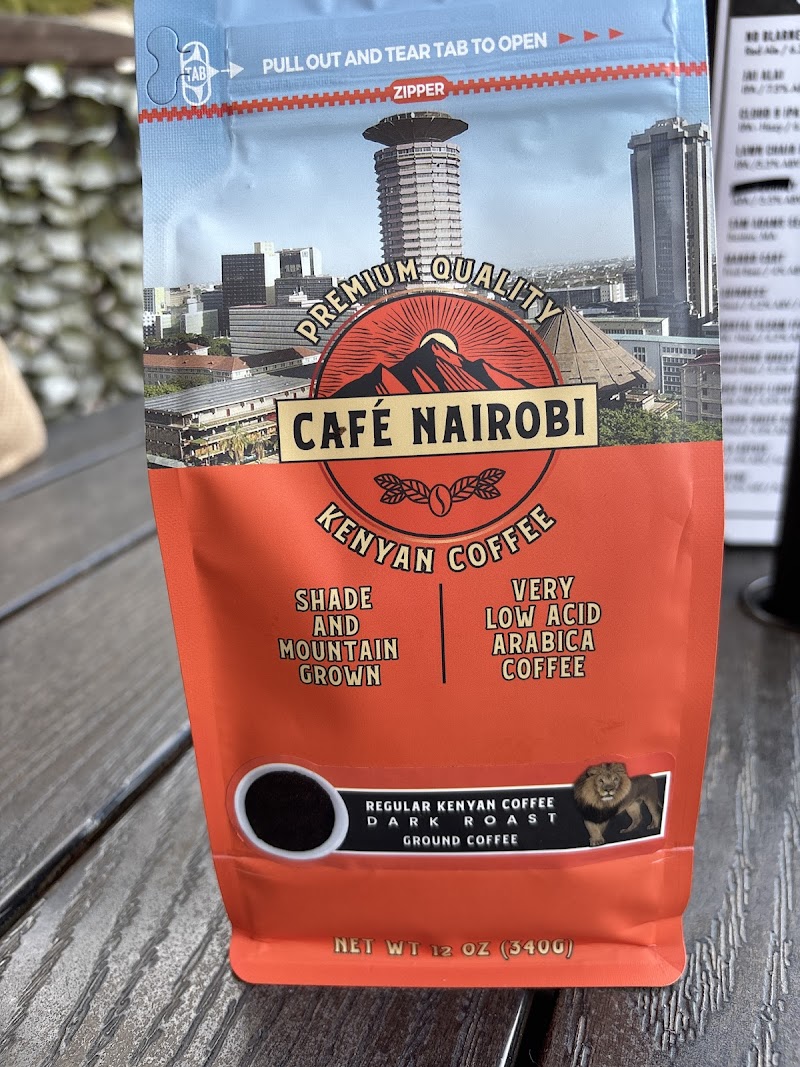 TAB
PULL OUT AND TEAR TAB TO OPEN
ZIPPER
PREMIUM QUALITY
CAFÉ NAIROBI
KENYAN COFFEE
SHADE
AND
MOUNTAIN
GROWN
VERY
LOW ACID
ARABICA
COFFEE
REGULAR KENYAN COFFEE
DARK ROAST
GROUND COFFEE
NET WT 12 OZ (340G)